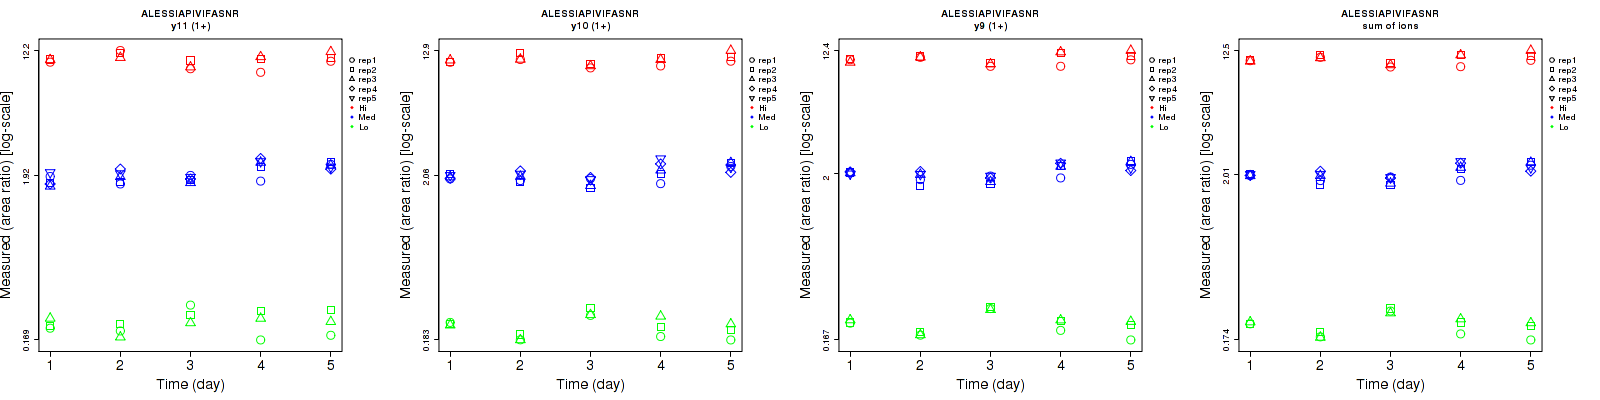 ALESSIAPIVIFASNR
y11 (1+)
Measured (area ratio) [log-scale]
12.2
1.82
0.169
1 2 3 4 5
Time (day)
rep1
rep2
rep3
rep4
rep5
Hi
Med
Lo
ALESSIAPIVIFASNR
y10 (1+)
Measured (area ratio) [log-scale]
12.9
2.08
0.183
1 2 3 4 5
Time (day)
rep1
rep2
rep3
rep4
rep5
Hi
Med
Lo
ALESSIAPIVIFASNR
y9 (1+)
Measured (area ratio) [log-scale]
12.4
2
0.167
1 2 3 4 5
Time (day)
rep1
rep2
rep3
rep4
rep5
Hi
Med
Lo
ALESSIAPIVIFASNR
sum of ions
Measured (area ratio) [log-scale]
12.5
2.01
0.174
1 2 3 4 5
Time (day)
rep1
rep2
rep3
rep4
rep5
Hi
Med
Lo